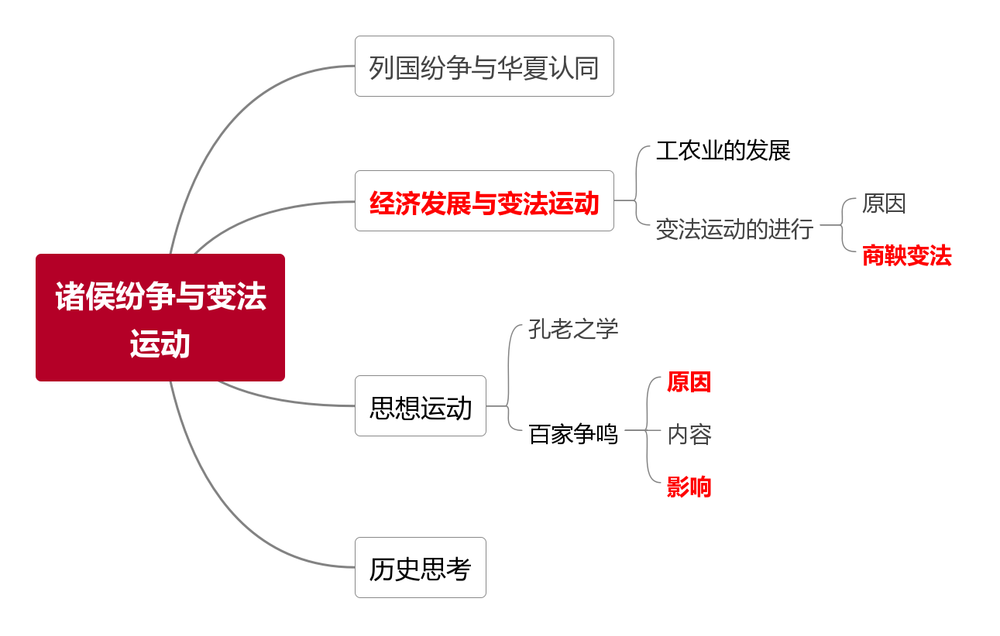 列国纷争与华夏认同
工农业的发展
经济发展与变法运动
原因
变法运动的进行
商鞅变法
诸侯纷争与变法
运动
孔老之学
原因
思想运动
百家争鸣
内容
影响
历史思考